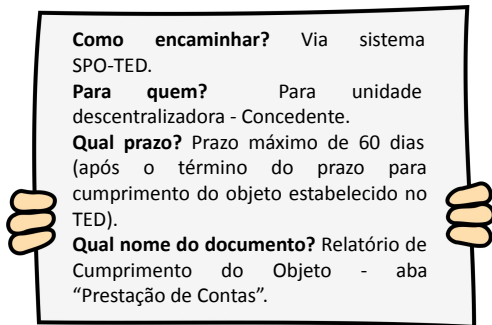 Como encaminhar? Via sistema
SPO-TED.
Para quem? Para unidade
descentralizadora - Concedente.
Qual prazo? Prazo máximo de 60 dias
(após o término do prazo para
cumprimento do objeto estabelecido no
TED).
Qual nome do documento? Relatório de
Cumprimento do Objeto - aba
“Prestação de Contas”.